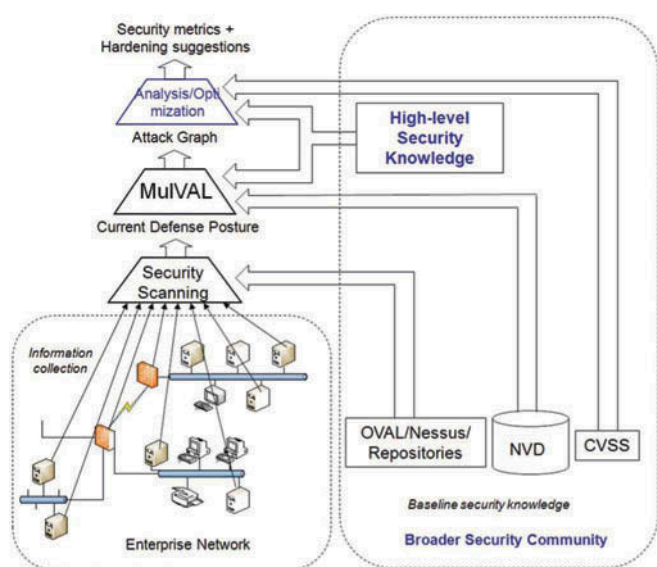 Security metrics +
Hardening suggestions
Analysis/Opti
mization
Attack Graph
High-level
Security
Knowledge
MulVAL
Current Defense Posture
Security
Scanning
Information
collection
OVAL/Nessus/
Repositories
NVD
CVSS
Baseline security knowledge
Enterprise Network
Broader Security Community